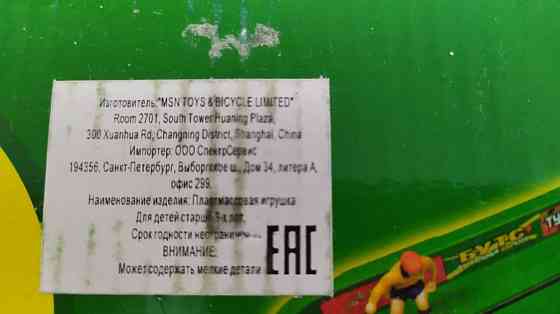 Изготовитель:"MSN TOYS & BICYCLE LIMITED"
Room 2701, South Tower Huaning Plaza,
300 Xuanhua Rd, Changning District, Shanghai, China
Импортер: ООО СпектрСервис
194356, Санкт-Петербург, Выборгское ш., Дом 34, литера А,
офис 299,
Наименование изделия: Пластмассовая игрушка
Для детей старше 3-х лет.
Срок годности неограничен
ВНИМАНИЕ:
Может содержать мелкие детали
EAC